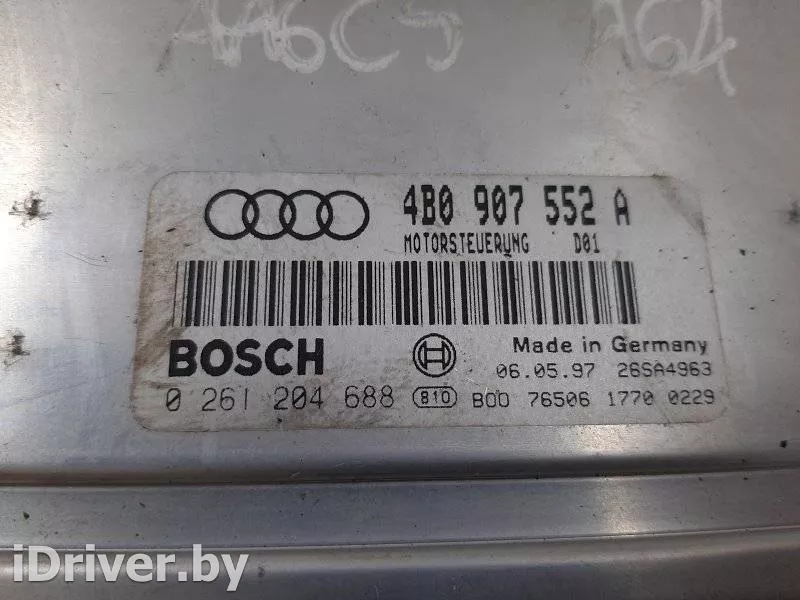 AA6C5 A64
4B0 907 552 A
MOTORSTEUERUNG D01
BOSCH
Made in Germany
06.05.97 26SA4963
0 261 204 688 810 B00 76506 1770 0229
iDriver.by